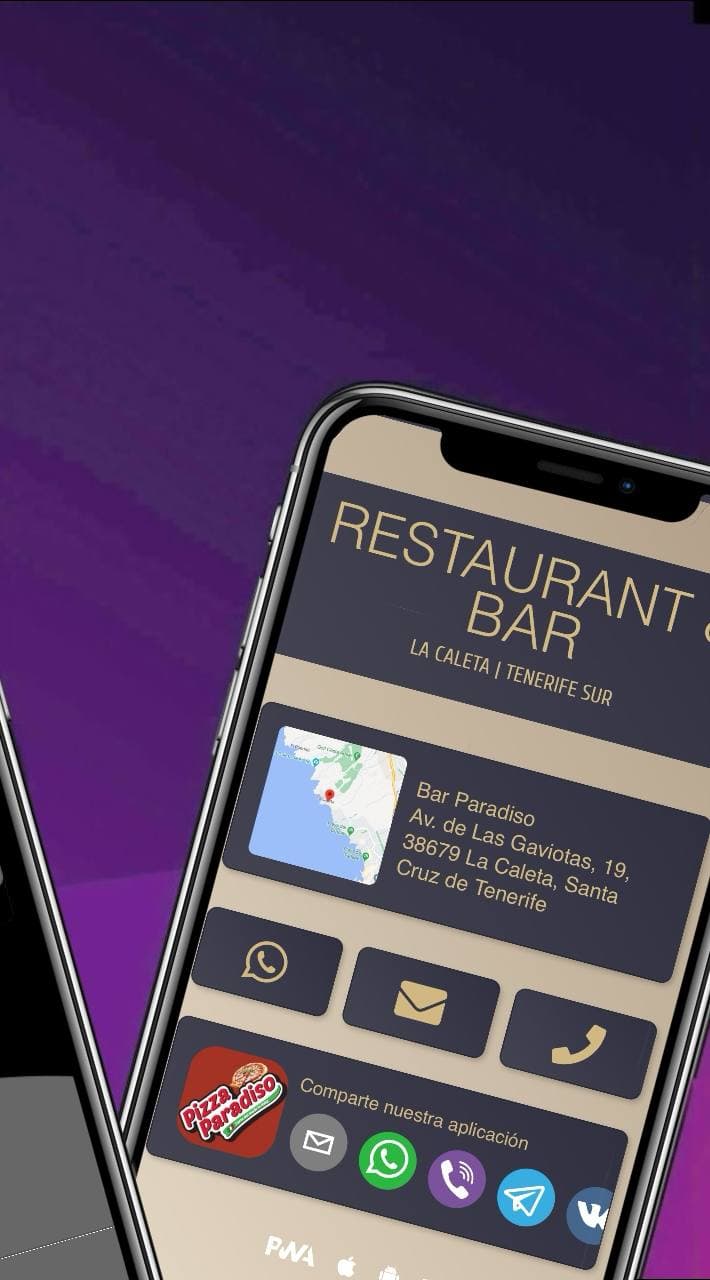 RESTAURANT &
BAR
LA CALETA | TENERIFE SUR
Bar Paradiso
Av. de Las Gaviotas, 19,
38679 La Caleta, Santa
Cruz de Tenerife
Pizza
Paradiso
Comparte nuestra aplicación
PWA